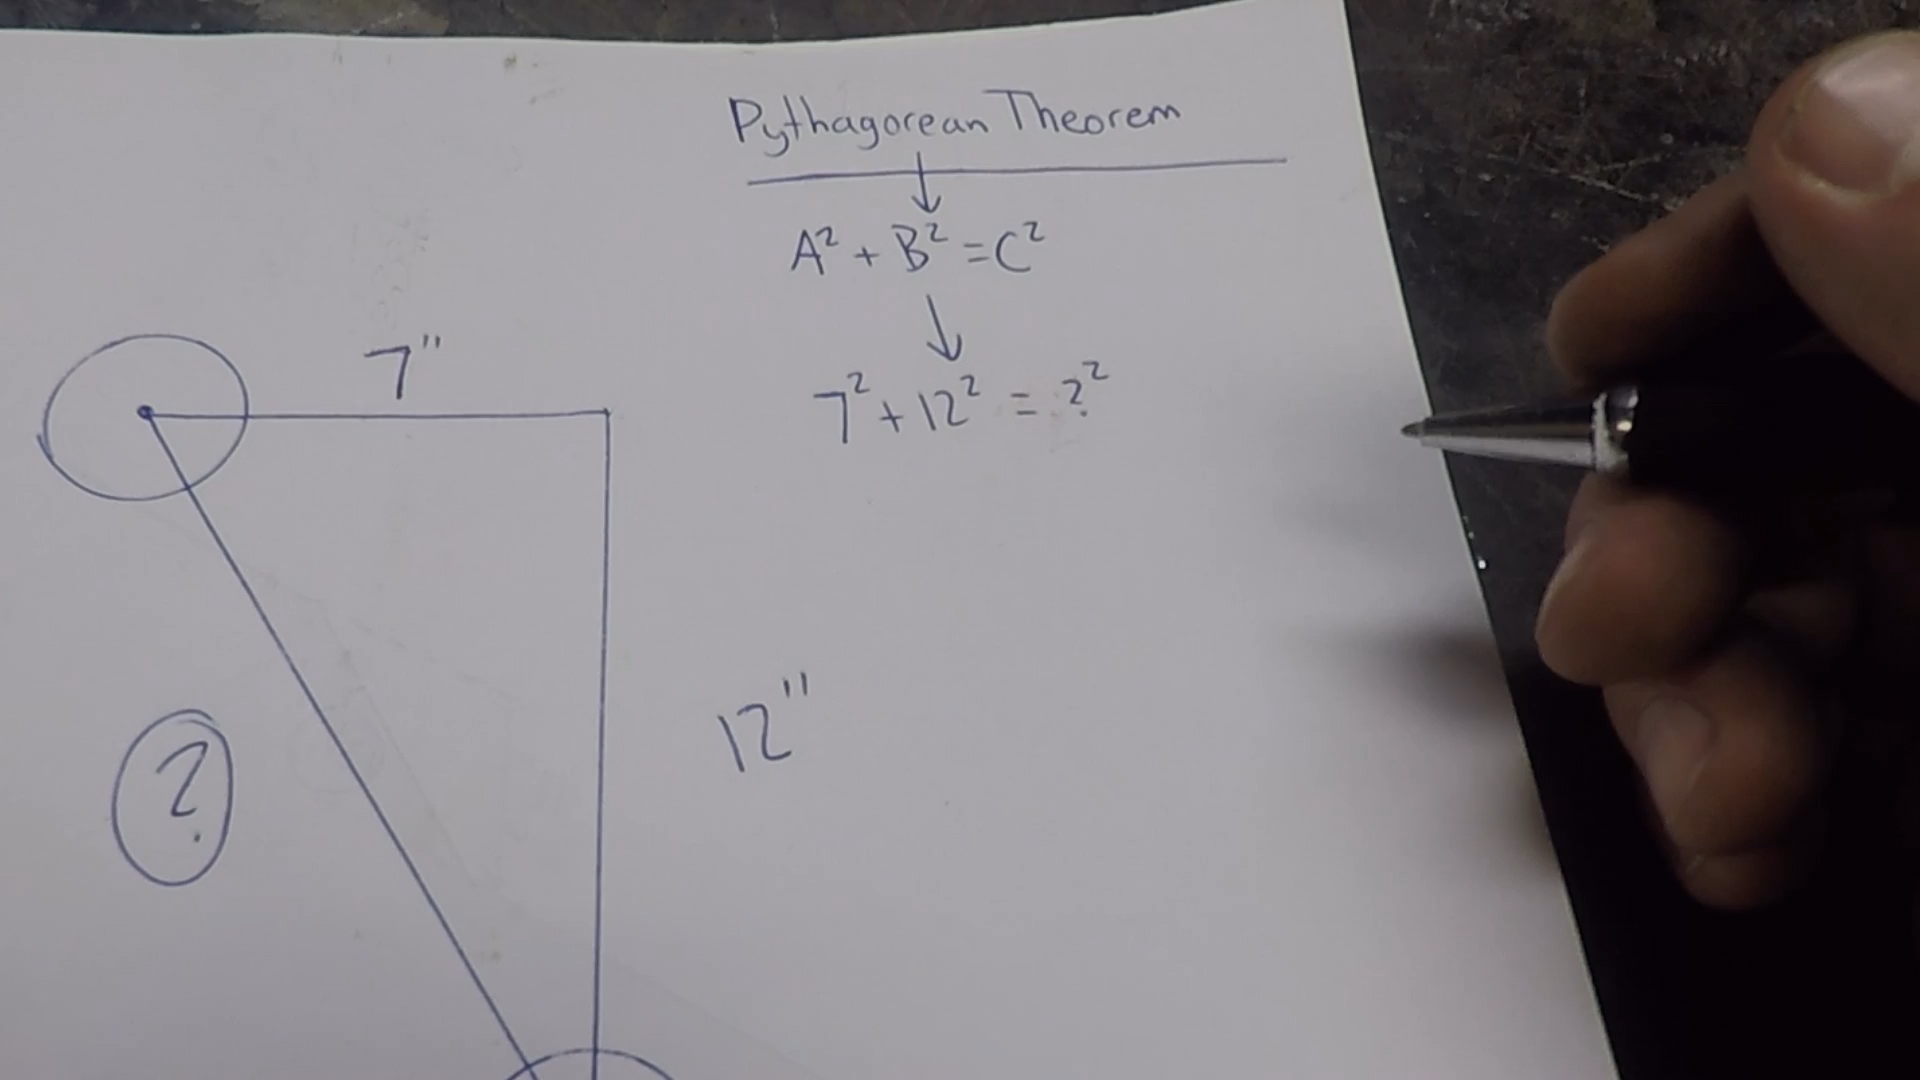 Pythagorean Theorem
A² + B² = C²
7² + 12² = ?²
7"
12"
?